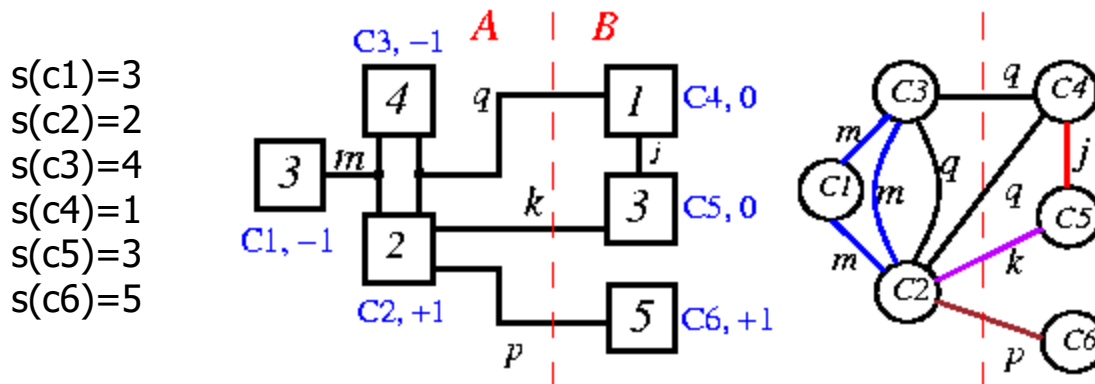 s(c1)=3
s(c2)=2
s(c3)=4
s(c4)=1
s(c5)=3
s(c6)=5
A B
C3, −1
4
q
1
C4, 0
3
m
j
C1, −1
k
3
C5, 0
2
C2, +1
5
C6, +1
p
q
C3
C4
m
j
C1
m
q
q
C5
m
k
C2
p
C6